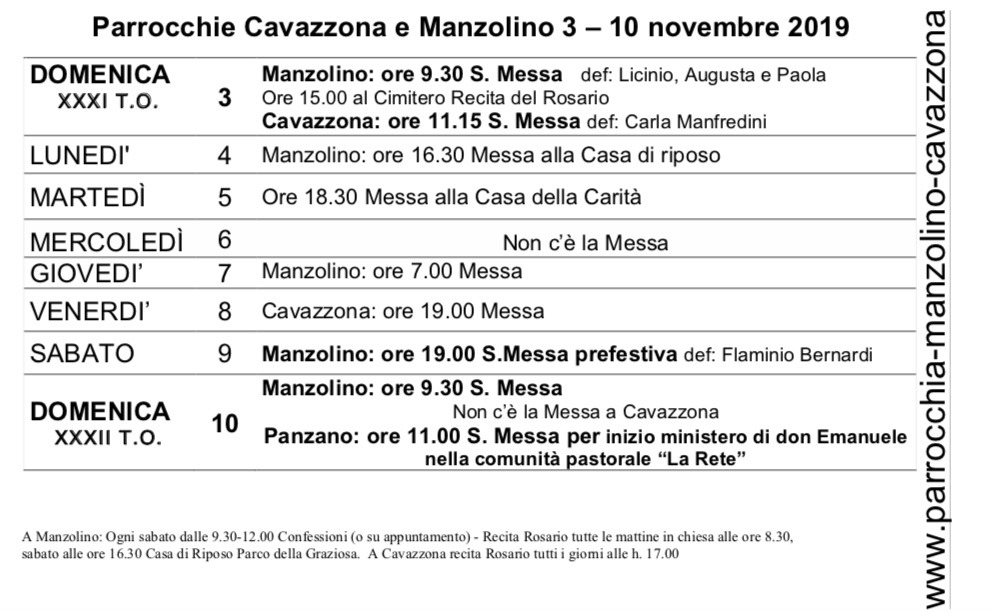 Parrocchie Cavazzona e Manzolino 3 – 10 novembre 2019
DOMENICA
XXXI T.O.
3
Manzolino: ore 9.30 S. Messa def: Licinio, Augusta e Paola
Ore 15.00 al Cimitero Recita del Rosario
Cavazzona: ore 11.15 S. Messa def: Carla Manfredini
LUNEDI' 4 Manzolino: ore 16.30 Messa alla Casa di riposo
MARTEDÌ 5 Ore 18.30 Messa alla Casa della Carità
MERCOLEDÌ 6 Non c’è la Messa
GIOVEDI’ 7 Manzolino: ore 7.00 Messa
VENERDI’ 8 Cavazzona: ore 19.00 Messa
SABATO 9 Manzolino: ore 19.00 S.Messa prefestiva def: Flaminio Bernardi
DOMENICA
XXXII T.O.
10
Manzolino: ore 9.30 S. Messa
Non c’è la Messa a Cavazzona
Panzano: ore 11.00 S. Messa per inizio ministero di don Emanuele
nella comunità pastorale “La Rete”
A Manzolino: Ogni sabato dalle 9.30-12.00 Confessioni (o su appuntamento) - Recita Rosario tutte le mattine in chiesa alle ore 8.30,
sabato alle ore 16.30 Casa di Riposo Parco della Graziosa. A Cavazzona recita Rosario tutti i giorni alle h. 17.00
www.parrocchia-manzolino-cavazzona